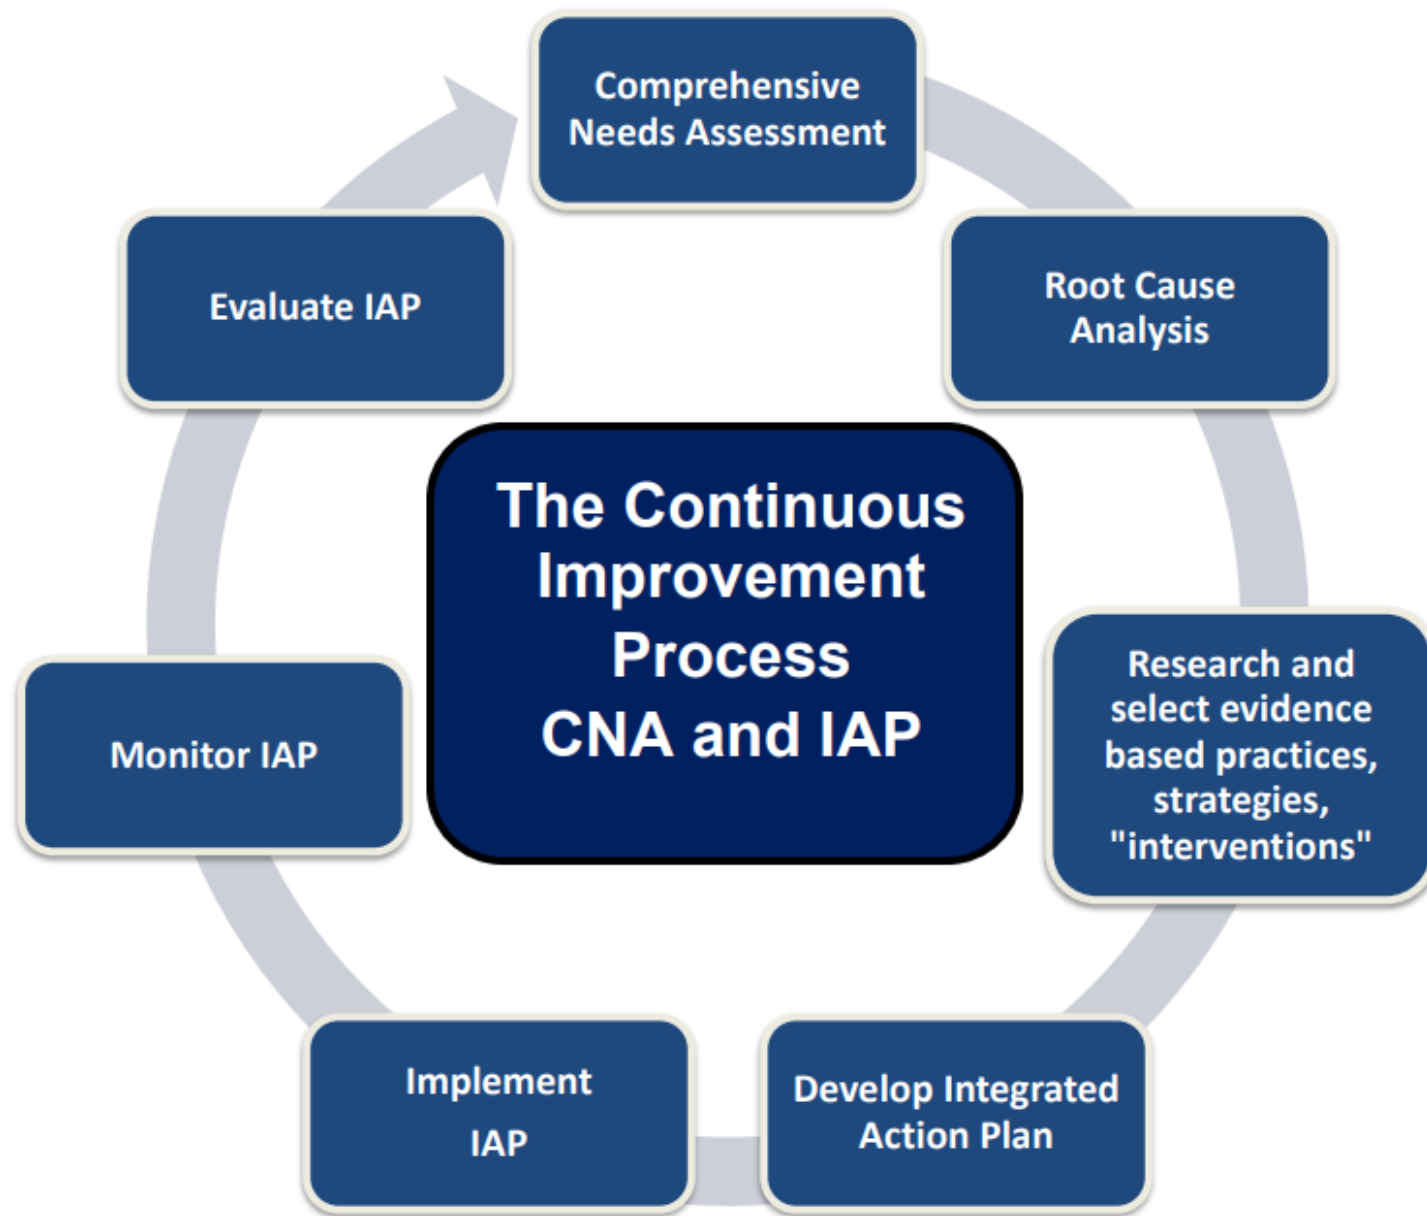 Comprehensive
Needs Assessment
Root Cause
Analysis
Research and
select evidence
based practices,
strategies,
"interventions"
Develop Integrated
Action Plan
Implement
IAP
Monitor IAP
Evaluate IAP
The Continuous
Improvement
Process
CNA and IAP